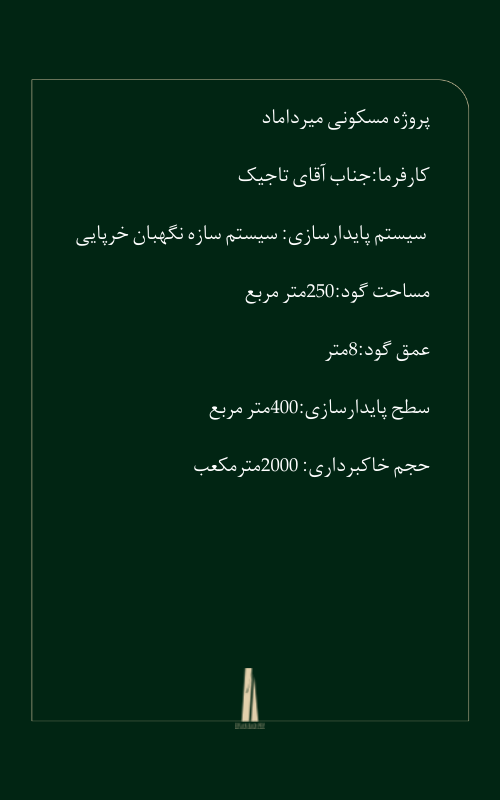 پروژه مسکونی میرداماد
کارفرما:جناب آقای تاجیک
سیستم پایدارسازی: سیستم سازه نگهبان خرپایی
مساحت گود:250متر مربع
عمق گود:8متر
سطح پایدارسازی:400متر مربع
حجم خاکبرداری: 2000مترمکعب